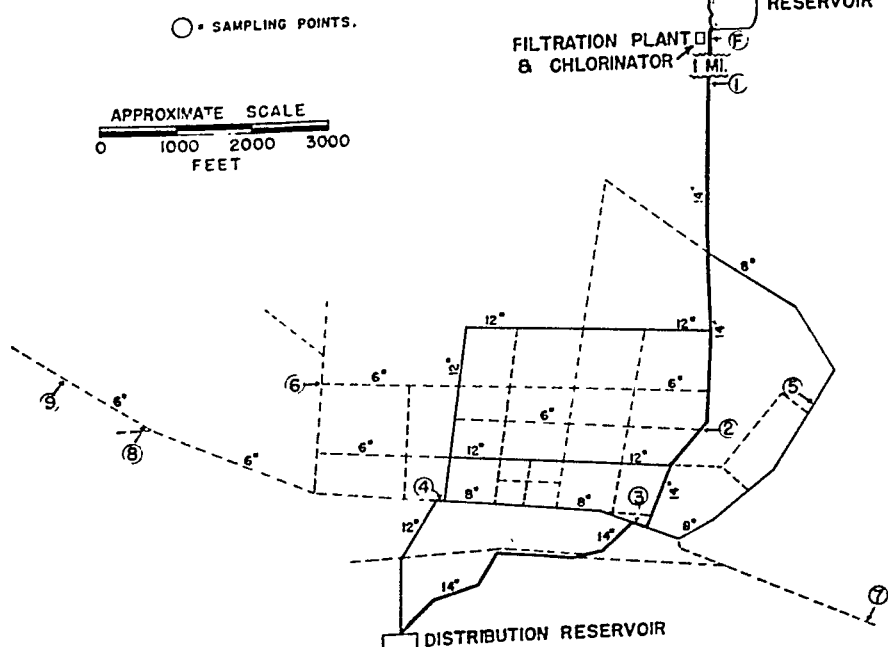 RESERVOIR
○ = SAMPLING POINTS.
FILTRATION PLANT
& CHLORINATOR
F
1 MI.
1
APPROXIMATE SCALE
0 1000 2000 3000
FEET
14"
8"
12" 12" 14"
12"
6 6" 6"
5
9 6"
6" 2
8
6" 6" 12" 12"
4 8" 8" 3 14"
12" 14" 8"
14"
7
DISTRIBUTION RESERVOIR